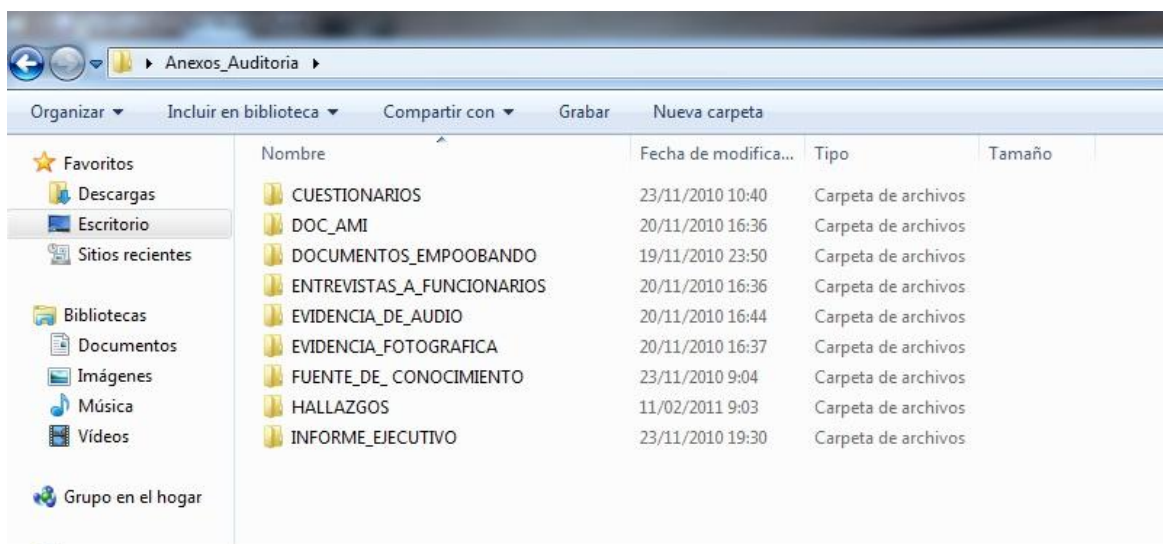 Anexos_Auditoria
Organizar Incluir en biblioteca Compartir con Grabar Nueva carpeta
Favoritos
Descargas
Escritorio
Sitios recientes
Bibliotecas
Documentos
Imágenes
Música
Vídeos
Grupo en el hogar
Nombre Fecha de modifica... Tipo Tamaño
CUESTIONARIOS 23/11/2010 10:40 Carpeta de archivos
DOC_AMI 20/11/2010 16:36 Carpeta de archivos
DOCUMENTOS_EMPOOBANDO 19/11/2010 23:50 Carpeta de archivos
ENTREVISTAS_A_FUNCIONARIOS 20/11/2010 16:36 Carpeta de archivos
EVIDENCIA_DE_AUDIO 20/11/2010 16:44 Carpeta de archivos
EVIDENCIA_FOTOGRAFICA 20/11/2010 16:37 Carpeta de archivos
FUENTE_DE_ CONOCIMIENTO 23/11/2010 9:04 Carpeta de archivos
HALLAZGOS 11/02/2011 9:03 Carpeta de archivos
INFORME_EJECUTIVO 23/11/2010 19:30 Carpeta de archivos